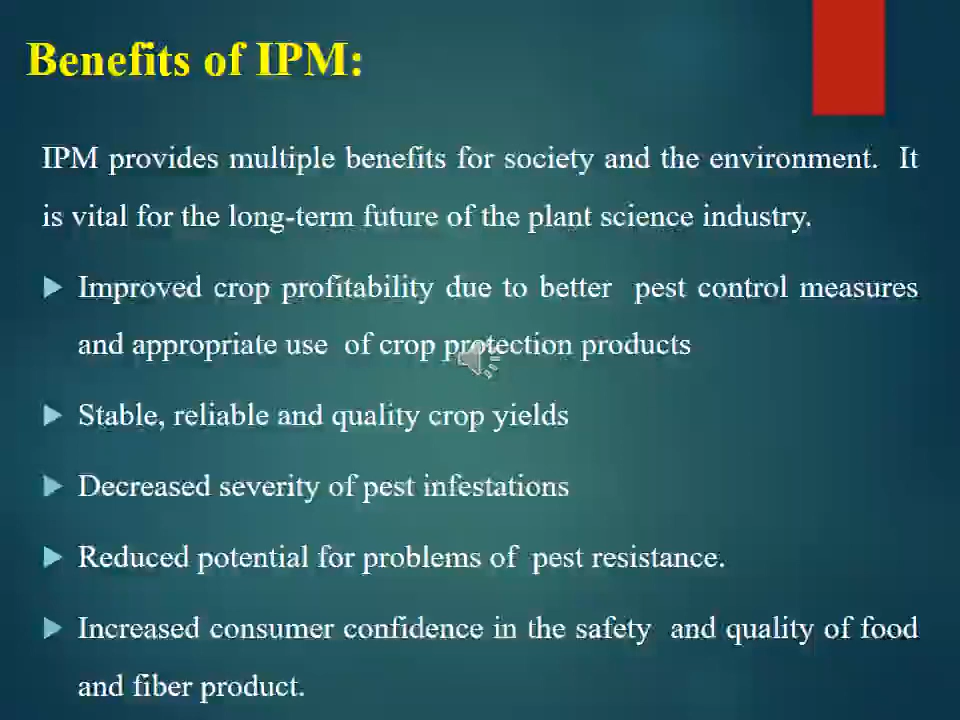 Benefits of IPM:
IPM provides multiple benefits for society and the environment. It
is vital for the long-term future of the plant science industry.
Improved crop profitability due to better pest control measures
and appropriate use of crop protection products
Stable, reliable and quality crop yields
Decreased severity of pest infestations
Reduced potential for problems of pest resistance.
Increased consumer confidence in the safety and quality of food
and fiber product.